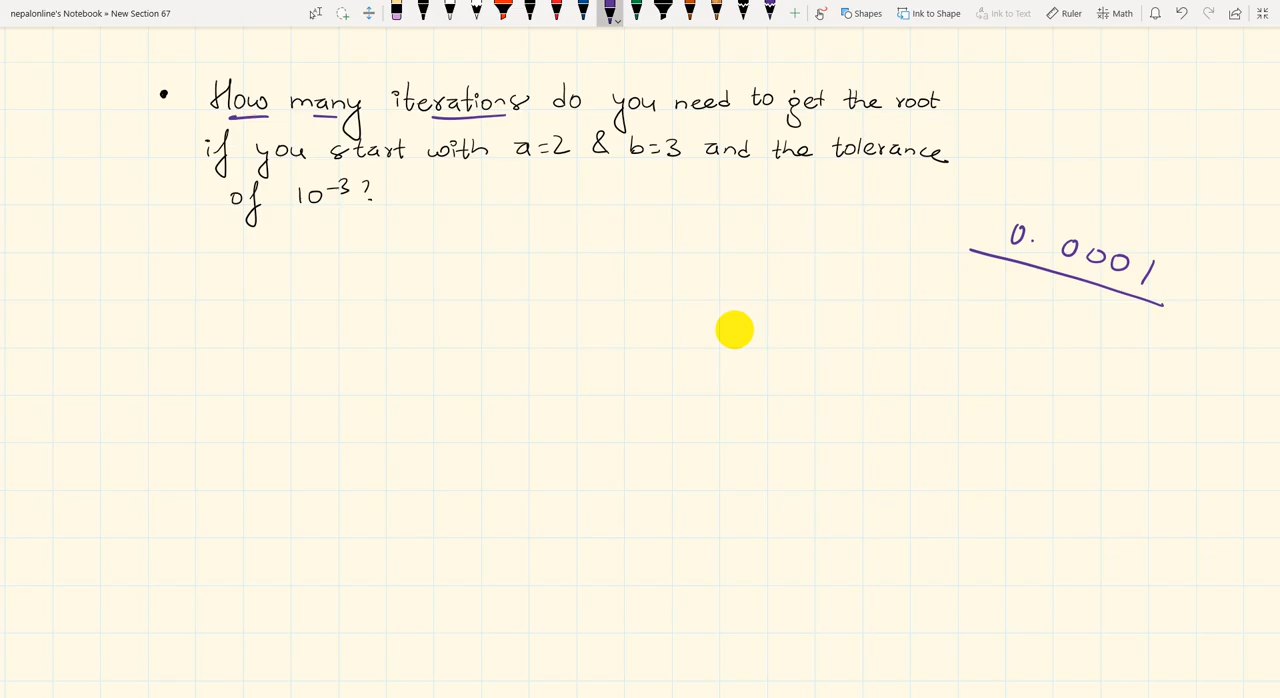 nepalonline's Notebook » New Section 67
Shapes Ink to Shape Ink to Text Ruler Math
• How many iterations do you need to get the root
if you start with a=2 & b=3 and the tolerance
of 10⁻³?
0.0001